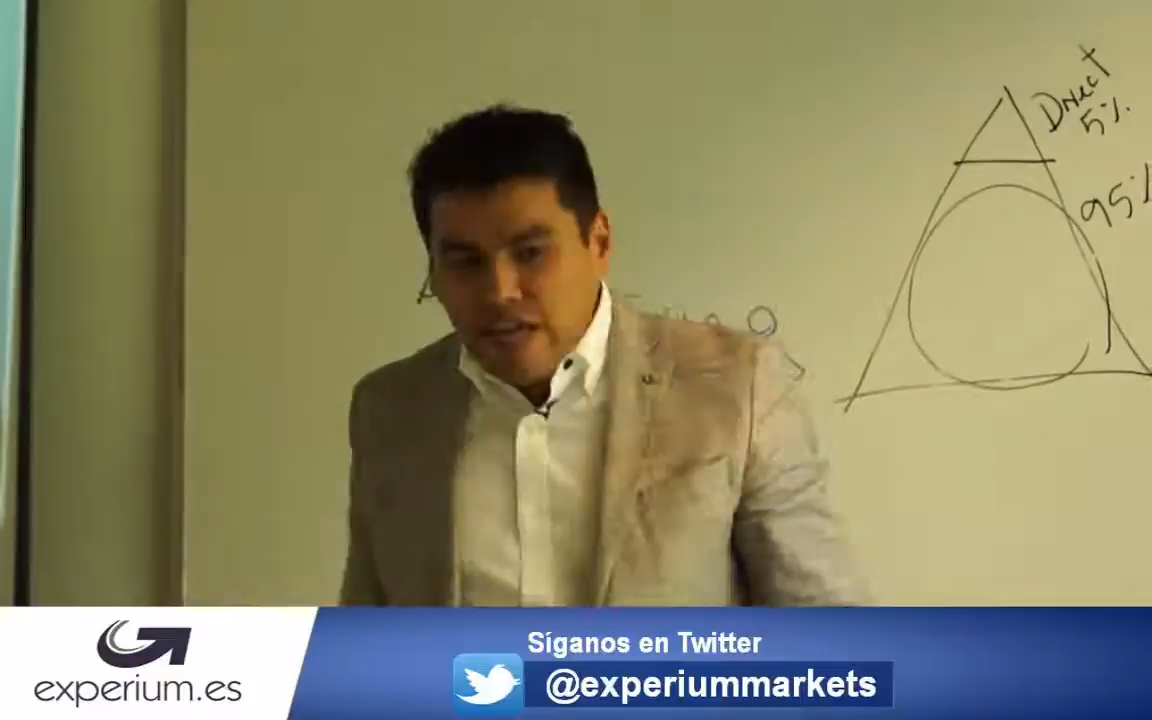 Direct
5%
95%
Síganos en Twitter
@experiummarkets
experium.es